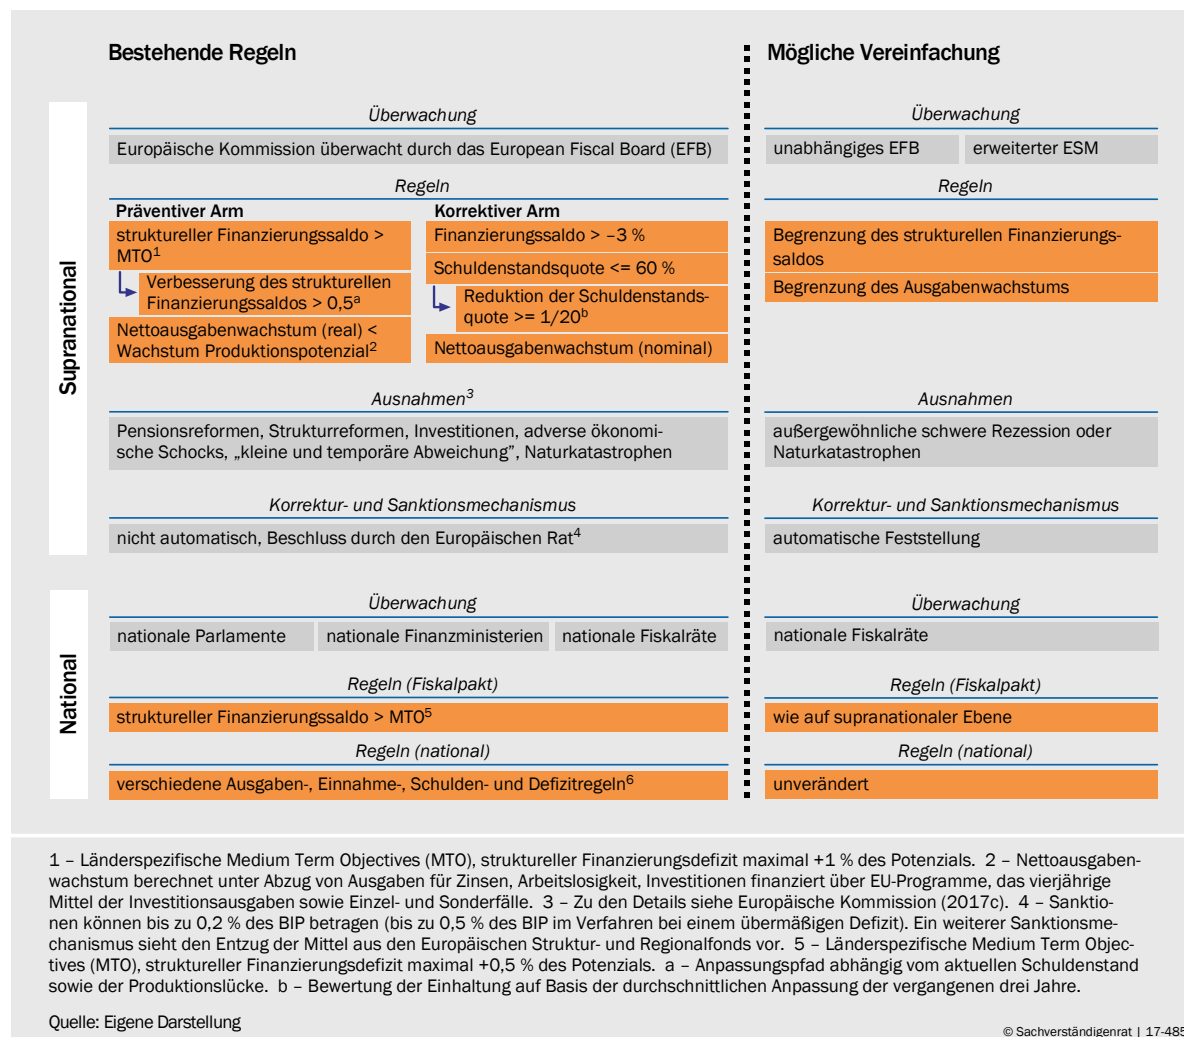 Bestehende Regeln
Mögliche Vereinfachung
Supranational
Überwachung
Europäische Kommission überwacht durch das European Fiscal Board (EFB)
Regeln
Präventiver Arm
struktureller Finanzierungssaldo >
MTO1
Verbesserung des strukturellen
Finanzierungssaldos > 0,5a
Nettoausgabenwachstum (real) <
Wachstum Produktionspotenzial2
Korrektiver Arm
Finanzierungssaldo > –3 %
Schuldenstandsquote <= 60 %
Reduktion der Schuldenstands-
quote >= 1/20b
Nettoausgabenwachstum (nominal)
Ausnahmen3
Pensionsreformen, Strukturreformen, Investitionen, adverse ökonomi-
sche Schocks, „kleine und temporäre Abweichung”, Naturkatastrophen
Korrektur- und Sanktionsmechanismus
nicht automatisch, Beschluss durch den Europäischen Rat4
Überwachung
unabhängiges EFB
erweiterter ESM
Regeln
Begrenzung des strukturellen Finanzierungs-
saldos
Begrenzung des Ausgabenwachstums
Ausnahmen
außergewöhnliche schwere Rezession oder
Naturkatastrophen
Korrektur- und Sanktionsmechanismus
automatische Feststellung
National
Überwachung
nationale Parlamente
nationale Finanzministerien
nationale Fiskalräte
Regeln (Fiskalpakt)
struktureller Finanzierungssaldo > MTO5
Regeln (national)
verschiedene Ausgaben-, Einnahme-, Schulden- und Defizitregeln6
Überwachung
nationale Fiskalräte
Regeln (Fiskalpakt)
wie auf supranationaler Ebene
Regeln (national)
unverändert
1 – Länderspezifische Medium Term Objectives (MTO), struktureller Finanzierungsdefizit maximal +1 % des Potenzials. 2 – Nettoausgaben-
wachstum berechnet unter Abzug von Ausgaben für Zinsen, Arbeitslosigkeit, Investitionen finanziert über EU-Programme, das vierjährige
Mittel der Investitionsausgaben sowie Einzel- und Sonderfälle. 3 – Zu den Details siehe Europäische Kommission (2017c). 4 – Sanktio-
nen können bis zu 0,2 % des BIP betragen (bis zu 0,5 % des BIP im Verfahren bei einem übermäßigen Defizit). Ein weiterer Sanktionsme-
chanismus sieht den Entzug der Mittel aus den Europäischen Struktur- und Regionalfonds vor. 5 – Länderspezifische Medium Term Objec-
tives (MTO), struktureller Finanzierungsdefizit maximal +0,5 % des Potenzials. a – Anpassungspfad abhängig vom aktuellen Schuldenstand
sowie der Produktionslücke. b – Bewertung der Einhaltung auf Basis der durchschnittlichen Anpassung der vergangenen drei Jahre.
Quelle: Eigene Darstellung
© Sachverständigenrat | 17-485